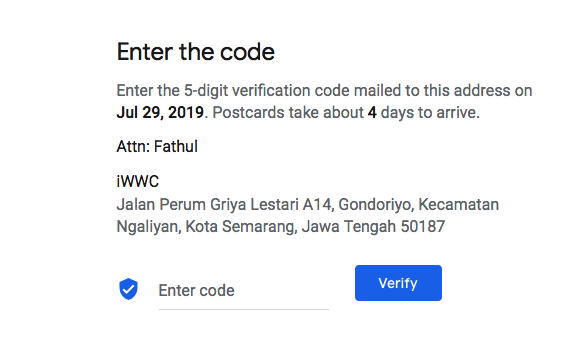 Enter the code
Enter the 5-digit verification code mailed to this address on
Jul 29, 2019. Postcards take about 4 days to arrive.
Attn: Fathul
iWWC
Jalan Perum Griya Lestari A14, Gondoriyo, Kecamatan
Ngaliyan, Kota Semarang, Jawa Tengah 50187
Enter code
Verify